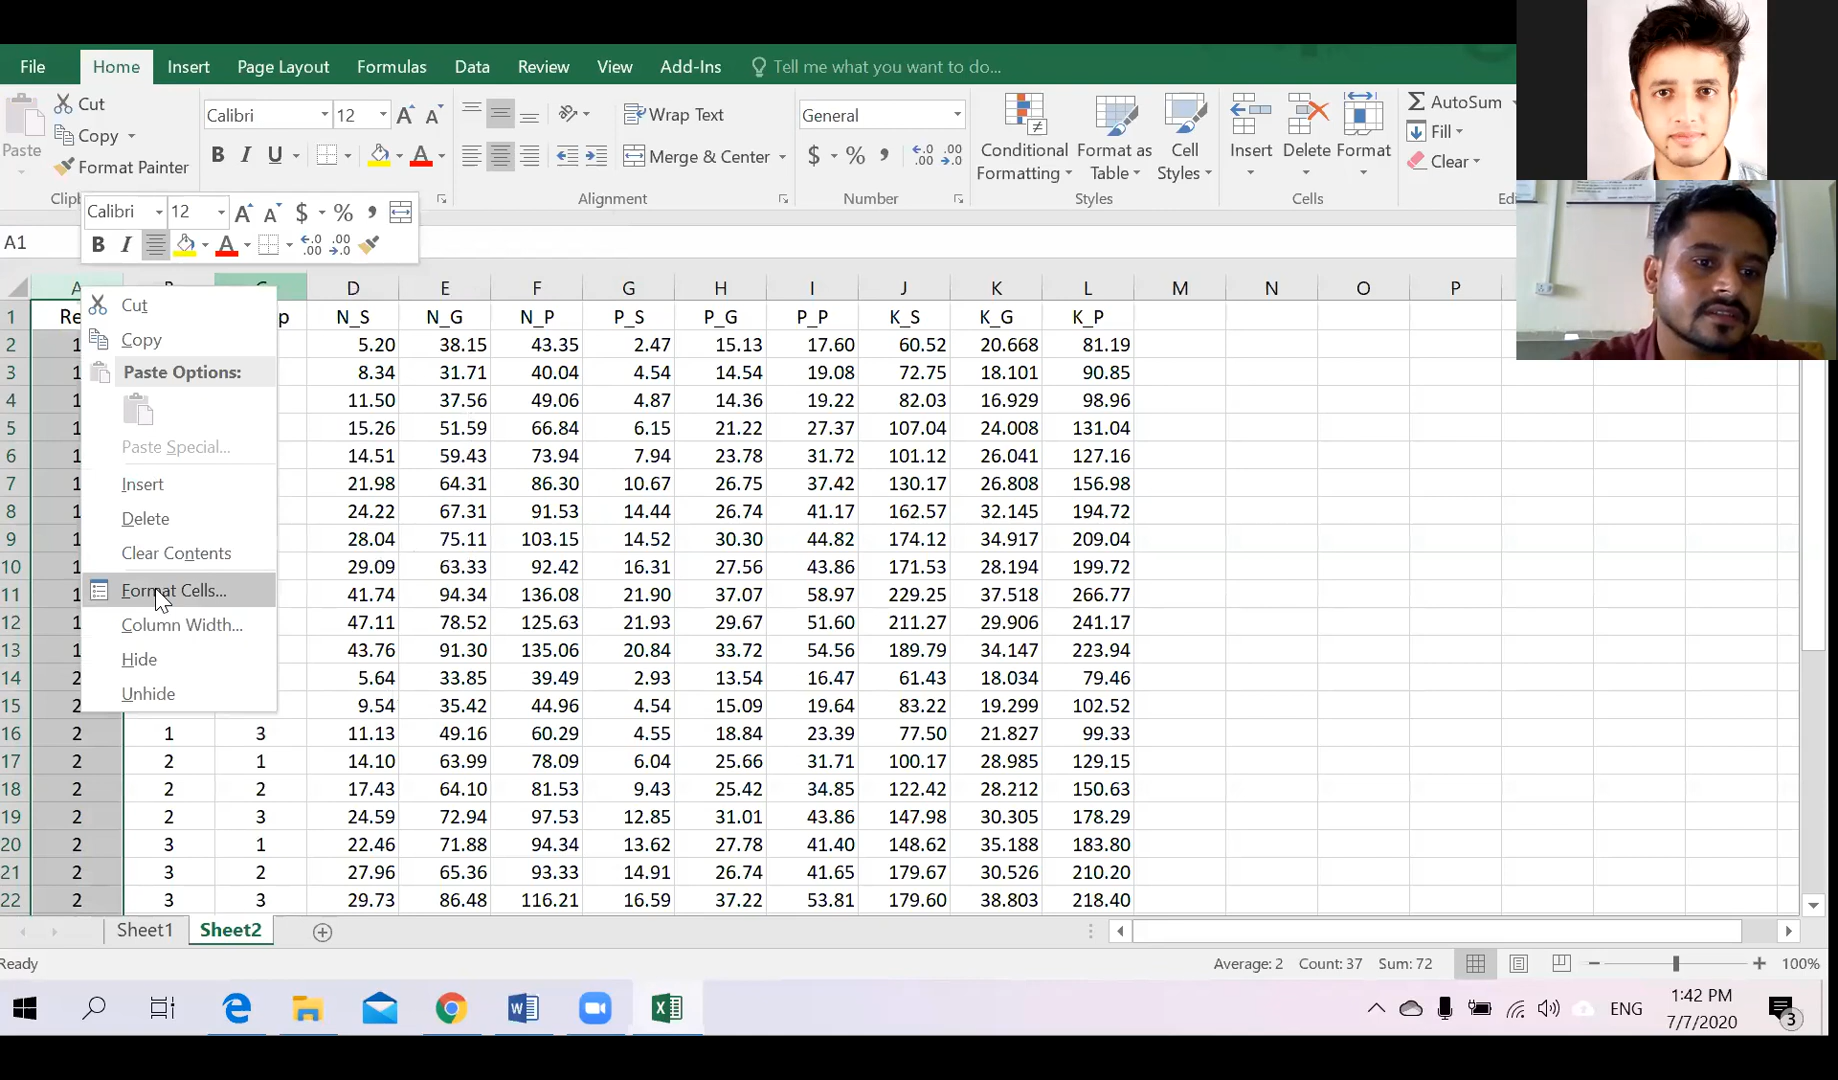 File Home Insert Page Layout Formulas Data Review View Add-Ins Tell me what you want to do...
Cut
Copy
Paste
Format Painter
Calibri 12
B I U
Wrap Text
Merge & Center
Alignment
General
$ % ,
Number
Conditional Formatting
Format as Table
Cell Styles
Styles
Insert Delete Format
Cells
AutoSum
Fill
Clear
Calibri 12 A A $ % ,
B I A
A1
A D E F G H I J K L M N O P
1 N_S N_G N_P P_S P_G P_P K_S K_G K_P
2 1 5.20 38.15 43.35 2.47 15.13 17.60 60.52 20.668 81.19
3 1 8.34 31.71 40.04 4.54 14.54 19.08 72.75 18.101 90.85
4 1 11.50 37.56 49.06 4.87 14.36 19.22 82.03 16.929 98.96
5 1 15.26 51.59 66.84 6.15 21.22 27.37 107.04 24.008 131.04
6 1 14.51 59.43 73.94 7.94 23.78 31.72 101.12 26.041 127.16
7 1 21.98 64.31 86.30 10.67 26.75 37.42 130.17 26.808 156.98
8 1 24.22 67.31 91.53 14.44 26.74 41.17 162.57 32.145 194.72
9 1 28.04 75.11 103.15 14.52 30.30 44.82 174.12 34.917 209.04
10 1 29.09 63.33 92.42 16.31 27.56 43.86 171.53 28.194 199.72
11 1 41.74 94.34 136.08 21.90 37.07 58.97 229.25 37.518 266.77
12 1 47.11 78.52 125.63 21.93 29.67 51.60 211.27 29.906 241.17
13 1 43.76 91.30 135.06 20.84 33.72 54.56 189.79 34.147 223.94
14 2 5.64 33.85 39.49 2.93 13.54 16.47 61.43 18.034 79.46
15 2 9.54 35.42 44.96 4.54 15.09 19.64 83.22 19.299 102.52
16 2 1 3 11.13 49.16 60.29 4.55 18.84 23.39 77.50 21.827 99.33
17 2 2 1 14.10 63.99 78.09 6.04 25.66 31.71 100.17 28.985 129.15
18 2 2 2 17.43 64.10 81.53 9.43 25.42 34.85 122.42 28.212 150.63
19 2 2 3 24.59 72.94 97.53 12.85 31.01 43.86 147.98 30.305 178.29
20 2 3 1 22.46 71.88 94.34 13.62 27.78 41.40 148.62 35.188 183.80
21 2 3 2 27.96 65.36 93.33 14.91 26.74 41.65 179.67 30.526 210.20
22 2 3 3 29.73 86.48 116.21 16.59 37.22 53.81 179.60 38.803 218.40
Cut
Copy
Paste Options:
Paste Special...
Insert
Delete
Clear Contents
Format Cells...
Column Width...
Hide
Unhide
Sheet1 Sheet2
Ready
Average: 2 Count: 37 Sum: 72 100%
ENG
1:42 PM
7/7/2020
3